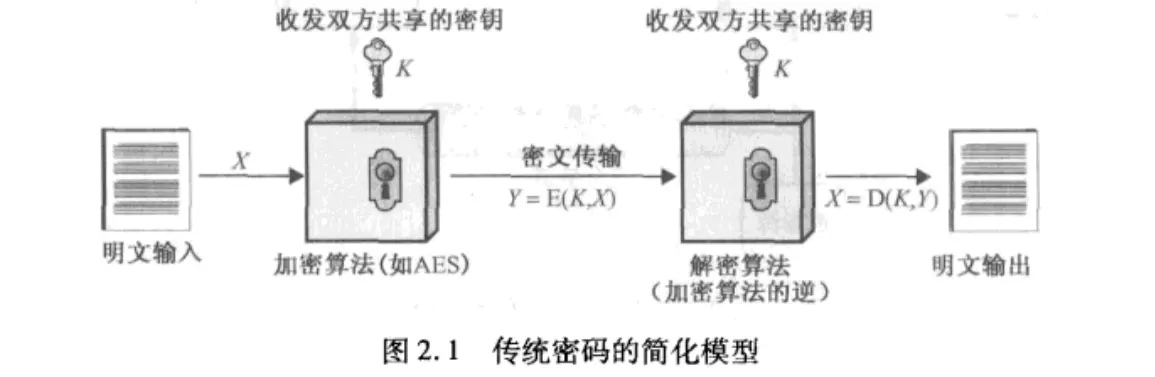 收发双方共享的密钥
收发双方共享的密钥
K
K
X
密文传输
Y = E(K,X)
X = D(K,Y)
明文输入
加密算法(如AES)
解密算法
(加密算法的逆)
明文输出
图 2.1 传统密码的简化模型